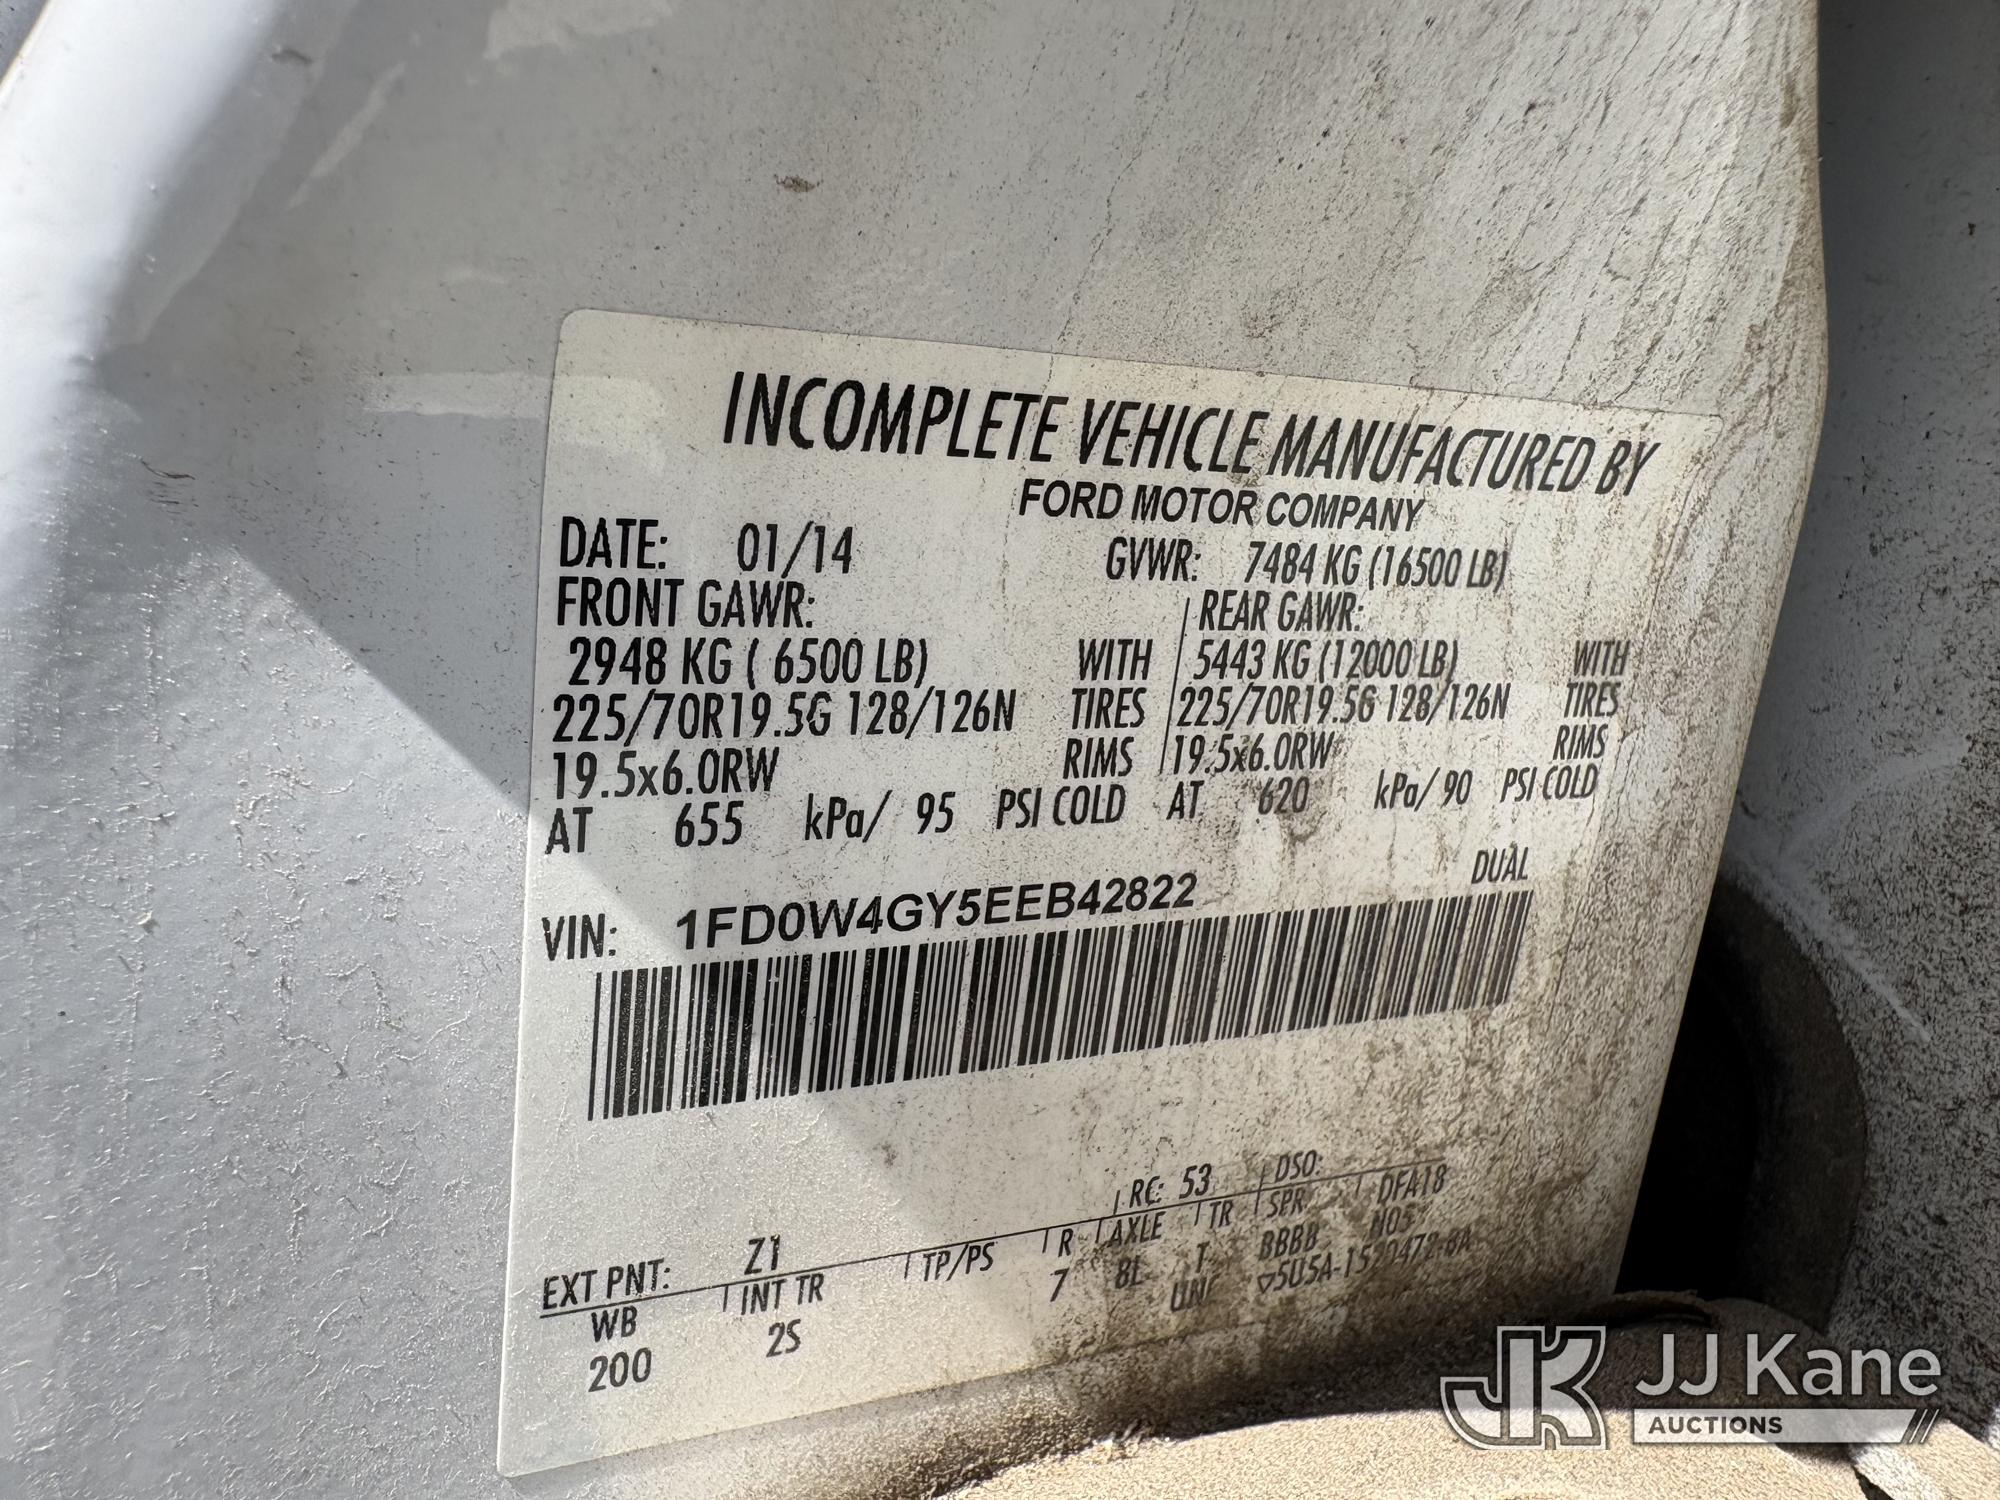 INCOMPLETE VEHICLE MANUFACTURED BY
FORD MOTOR COMPANY
DATE: 01/14 GVWR: 7484 KG (16500 LB)
FRONT GAWR: REAR GAWR:
2948 KG ( 6500 LB) WITH 5443 KG (12000 LB) WITH
225/70R19.5G 128/126N TIRES 225/70R19.5G 128/126N TIRES
19.5x6.0RW RIMS 19.5x6.0RW RIMS
AT 655 kPa/ 95 PSI COLD AT 620 kPa/ 90 PSI COLD
DUAL
VIN: 1FD0W4GY5EEB42822
EXT PNT: Z1 RC: 53 DSO:
WB INT TR TP/PS R AXLE TR SPR DFA18
200 2S 7 8L T BBBB N05
UNF
JK JJ Kane
AUCTIONS